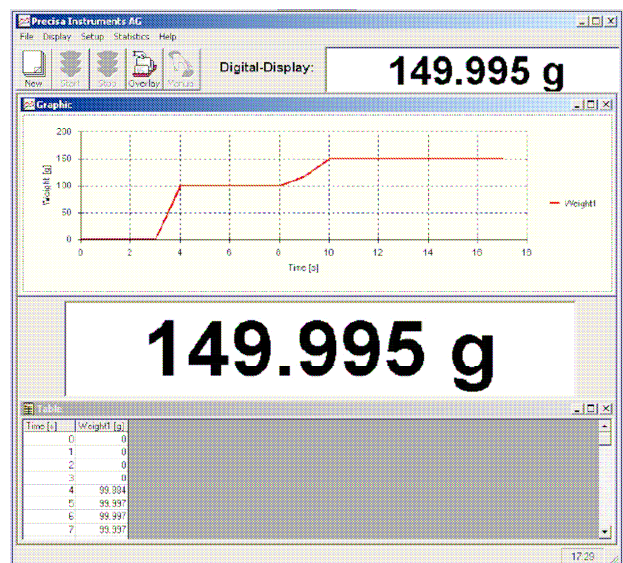 Precisa Instruments AG
File Display Setup Statistics Help
New Start Stop Overlay Manual
Digital-Display: 149.995 g
Graphic
200
150
100
50
0
Weight [g]
0 2 4 6 8 10 12 14 16 18
Time [s]
Weight1
149.995 g
Table
Time [s] Weight1 [g]
0 0
1 0
2 0
3 0
4 99.984
5 99.997
6 99.997
7 99.997
17:29